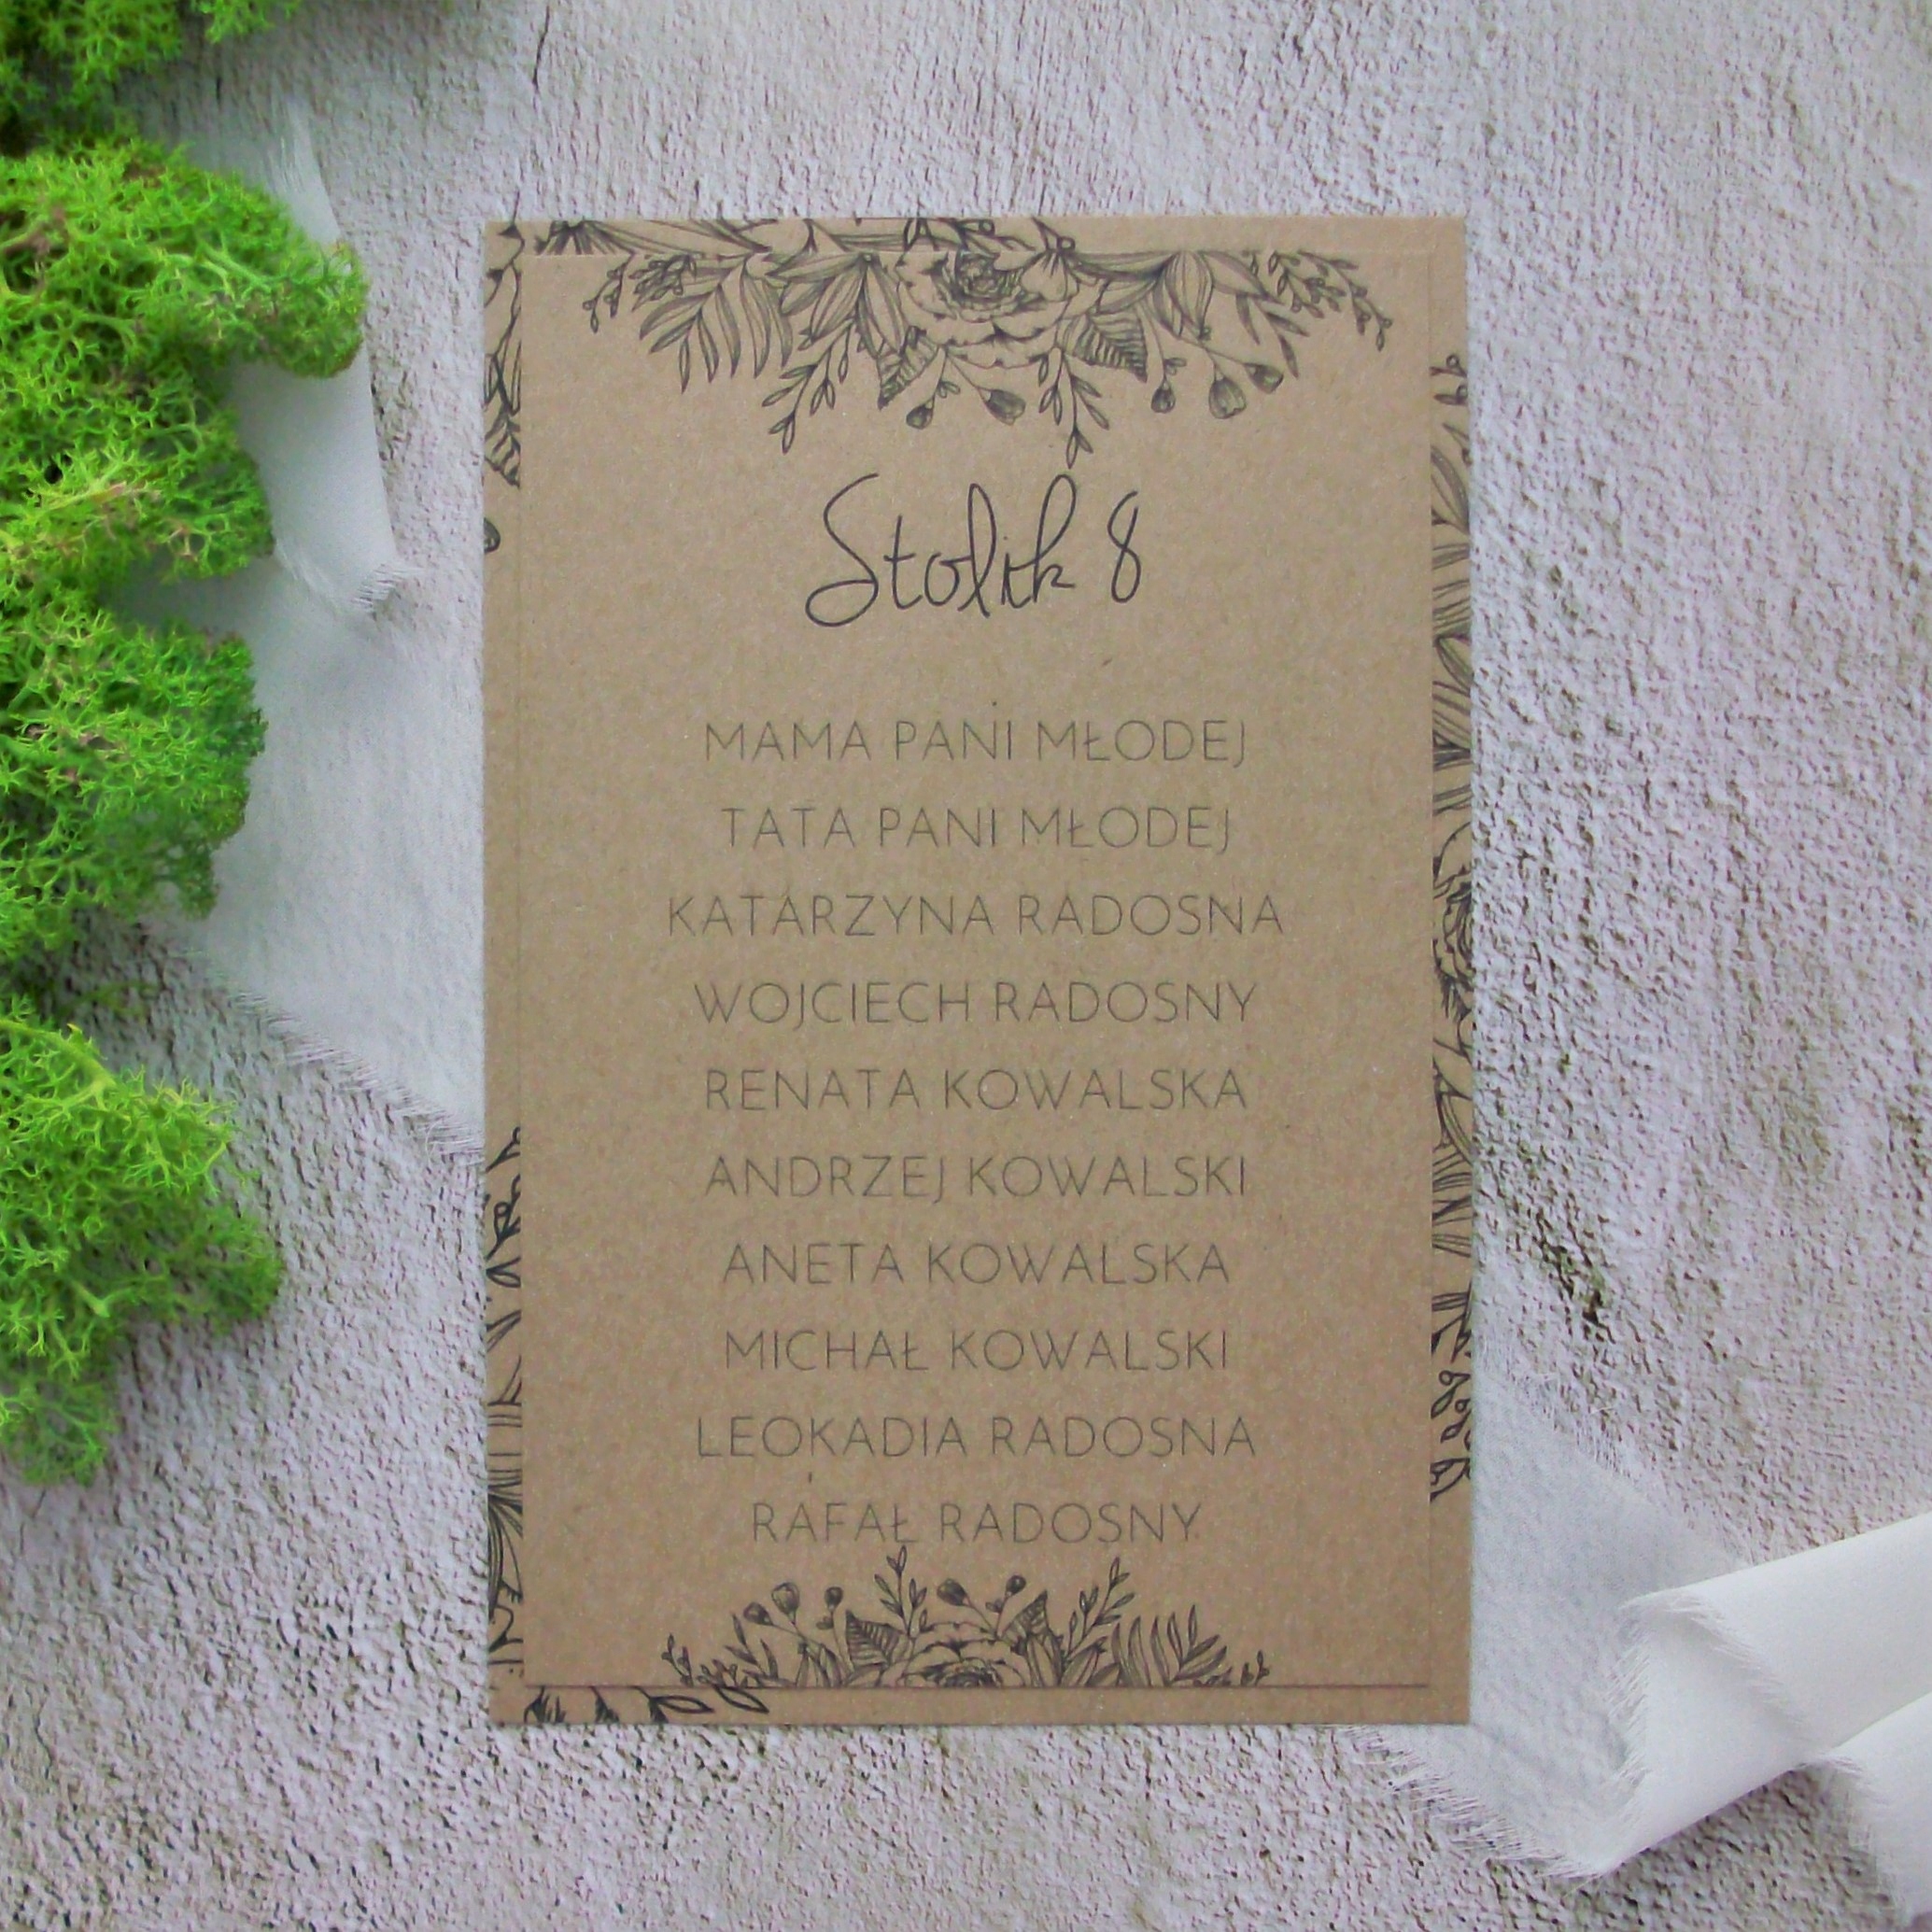 Stolik 8
MAMA PANI MŁODEJ
TATA PANI MŁODEJ
KATARZYNA RADOSNA
WOJCIECH RADOSNY
RENATA KOWALSKA
ANDRZEJ KOWALSKI
ANETA KOWALSKA
MICHAŁ KOWALSKI
LEOKADIA RADOSNA
RAFAŁ RADOSNY